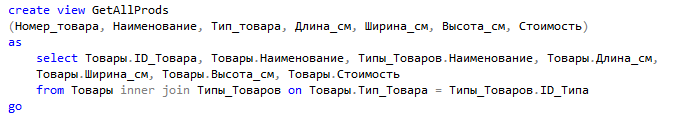 create view GetAllProds
(Номер_товара, Наименование, Тип_товара, Длина_см, Ширина_см, Высота_см, Стоимость)
as
select Товары.ID_Товара, Товары.Наименование, Типы_Товаров.Наименование, Товары.Длина_см,
Товары.Ширина_см, Товары.Высота_см, Товары.Стоимость
from Товары inner join Типы_Товаров on Товары.Тип_Товара = Типы_Товаров.ID_Типа
go